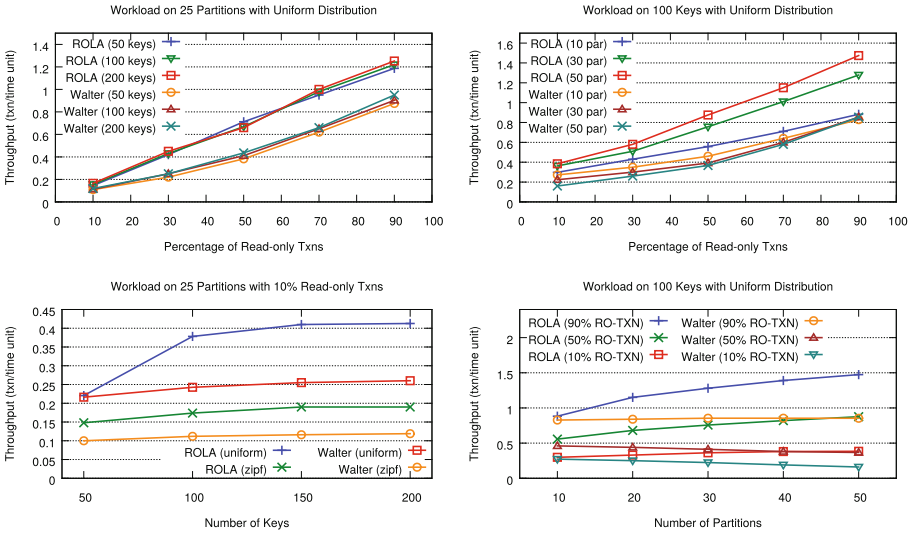 Workload on 25 Partitions with Uniform Distribution
Throughput (txn/time unit)
1.4
1.2
1
0.8
0.6
0.4
0.2
0
ROLA (50 keys)
ROLA (100 keys)
ROLA (200 keys)
Walter (50 keys)
Walter (100 keys)
Walter (200 keys)
0 10 20 30 40 50 60 70 80 90 100
Percentage of Read-only Txns
Workload on 100 Keys with Uniform Distribution
Throughput (txn/time unit)
1.6
1.4
1.2
1
0.8
0.6
0.4
0.2
0
ROLA (10 par)
ROLA (30 par)
ROLA (50 par)
Walter (10 par)
Walter (30 par)
Walter (50 par)
0 10 20 30 40 50 60 70 80 90 100
Percentage of Read-only Txns
Workload on 25 Partitions with 10% Read-only Txns
Throughput (txn/time unit)
0.45
0.4
0.35
0.3
0.25
0.2
0.15
0.1
0.05
0
ROLA (uniform) Walter (uniform)
ROLA (zipf) Walter (zipf)
50 100 150 200
Number of Keys
Workload on 100 Keys with Uniform Distribution
Throughput (txn/time unit)
2
1.5
1
0.5
0
ROLA (90% RO-TXN) Walter (90% RO-TXN)
ROLA (50% RO-TXN) Walter (50% RO-TXN)
ROLA (10% RO-TXN) Walter (10% RO-TXN)
10 20 30 40 50
Number of Partitions